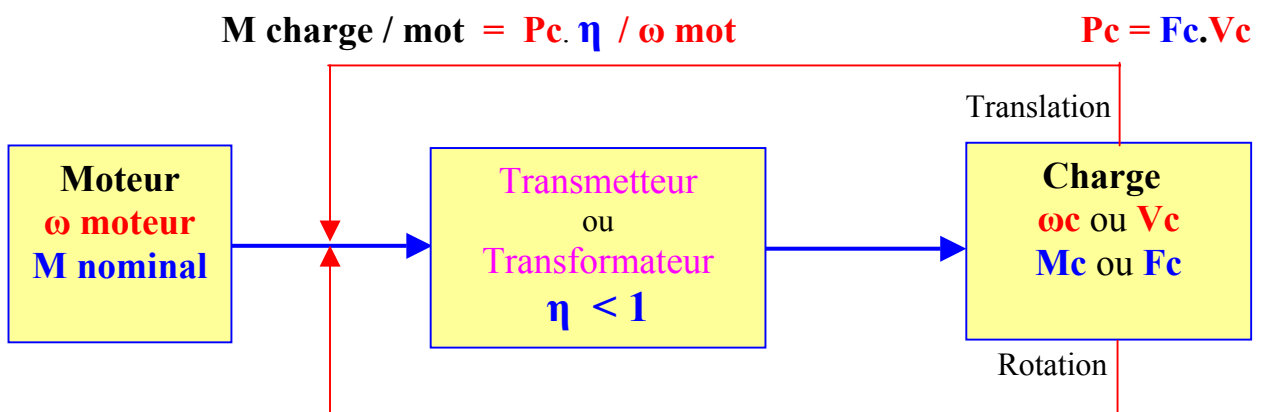 M charge / mot = Pc. η / ω mot
Pc = Fc.Vc
Translation
Moteur
ω moteur
M nominal
Transmetteur
ou
Transformateur
η < 1
Charge
ωc ou Vc
Mc ou Fc
Rotation